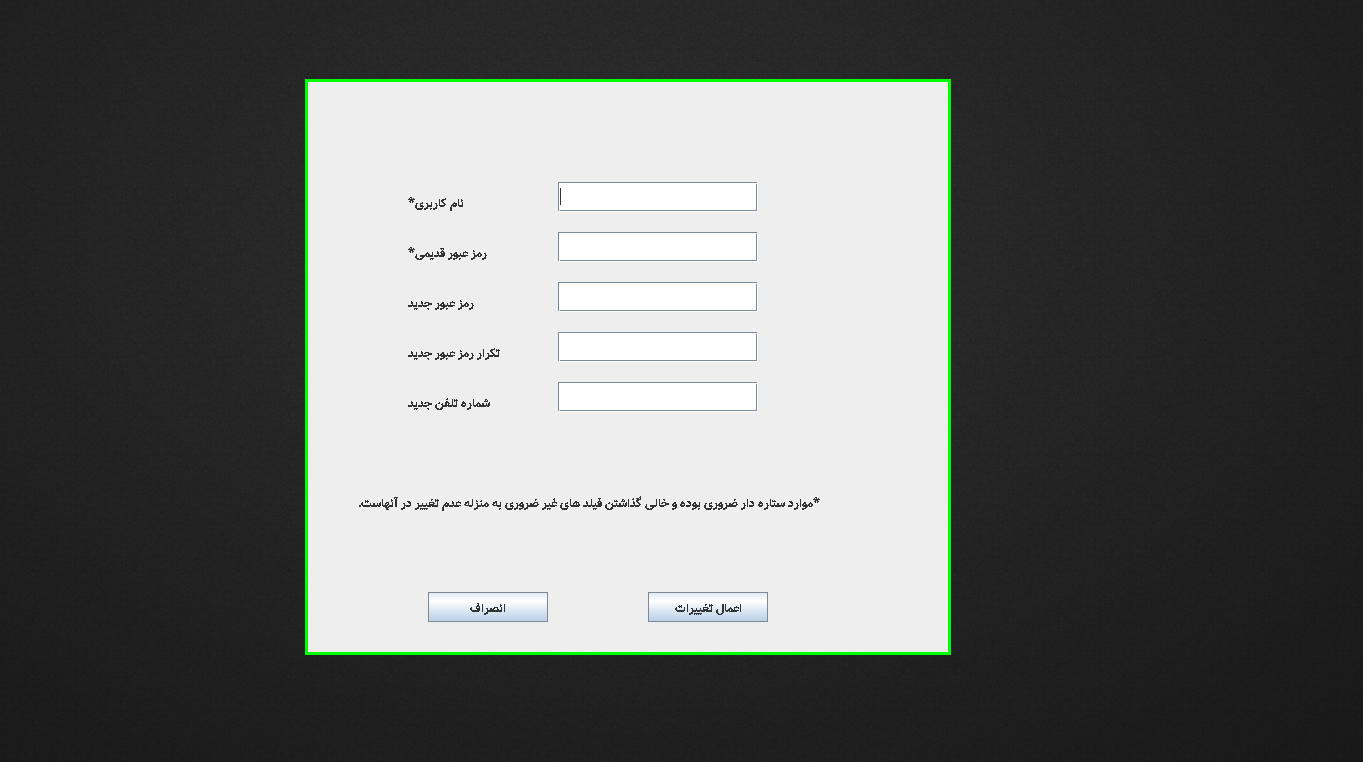 نام کاربری*
رمز عبور قدیمی*
رمز عبور جدید
تکرار رمز عبور جدید
شماره تلفن جدید
*موارد ستاره دار ضروری بوده و خالی گذاشتن فیلد های غیر ضروری به منزله عدم تغییر در آنهاست.
اعمال تغییرات
انصراف